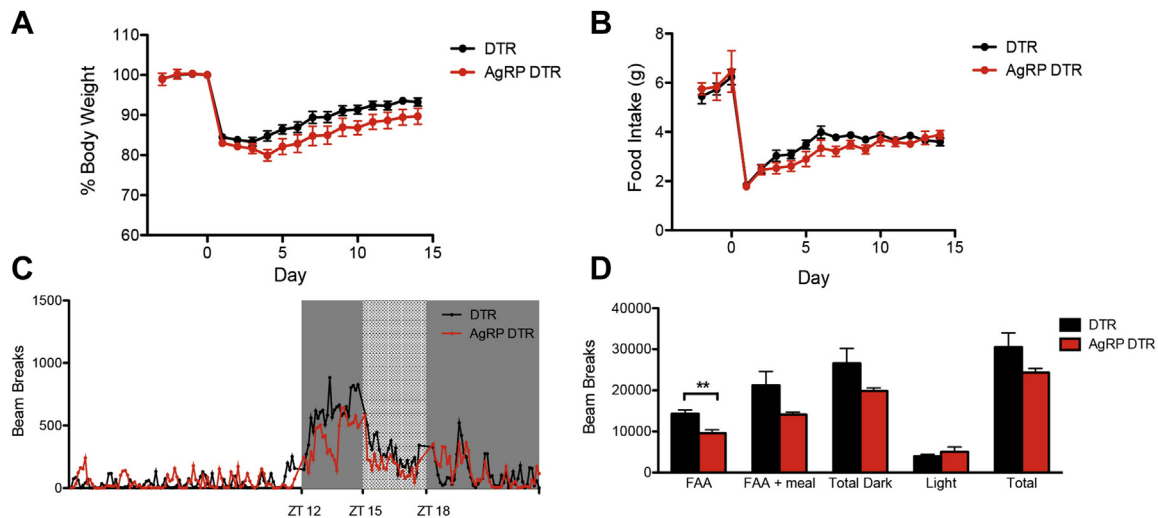 A
DTR
AgRP DTR
% Body Weight
120
100
90
80
70
60
0
5
10
15
Day
B
DTR
AgRP DTR
Food Intake (g)
8
6
4
2
0
0
5
10
15
Day
C
DTR
AgRP DTR
Beam Breaks
1500
1000
500
0
ZT 12
ZT 15
ZT 18
D
DTR
AgRP DTR
Beam Breaks
40000
30000
20000
10000
0
**
FAA
FAA + meal
Total Dark
Light
Total